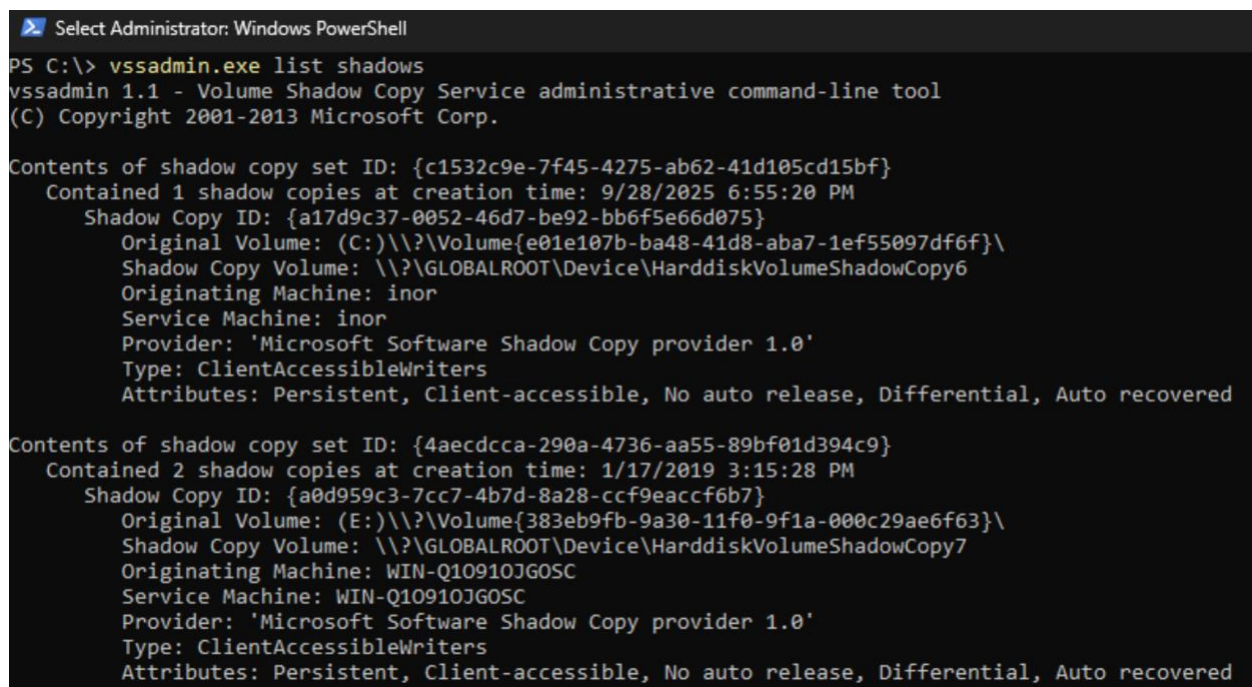 Select Administrator: Windows PowerShell
PS C:\> vssadmin.exe list shadows
vssadmin 1.1 - Volume Shadow Copy Service administrative command-line tool
(C) Copyright 2001-2013 Microsoft Corp.
Contents of shadow copy set ID: {c1532c9e-7f45-4275-ab62-41d105cd15bf}
Contained 1 shadow copies at creation time: 9/28/2025 6:55:20 PM
Shadow Copy ID: {a17d9c37-0052-46d7-be92-bb6f5e66d075}
Original Volume: (C:)\\?\Volume{e01e107b-ba48-41d8-aba7-1ef55097df6f}\
Shadow Copy Volume: \\?\GLOBALROOT\Device\HarddiskVolumeShadowCopy6
Originating Machine: inor
Service Machine: inor
Provider: 'Microsoft Software Shadow Copy provider 1.0'
Type: ClientAccessibleWriters
Attributes: Persistent, Client-accessible, No auto release, Differential, Auto recovered
Contents of shadow copy set ID: {4aecdcca-290a-4736-aa55-89bf01d394c9}
Contained 2 shadow copies at creation time: 1/17/2019 3:15:28 PM
Shadow Copy ID: {a0d959c3-7cc7-4b7d-8a28-ccf9eaccf6b7}
Original Volume: (E:)\\?\Volume{383eb9fb-9a30-11f0-9f1a-000c29ae6f63}\
Shadow Copy Volume: \\?\GLOBALROOT\Device\HarddiskVolumeShadowCopy7
Originating Machine: WIN-Q1O91OJGOSC
Service Machine: WIN-Q1O91OJGOSC
Provider: 'Microsoft Software Shadow Copy provider 1.0'
Type: ClientAccessibleWriters
Attributes: Persistent, Client-accessible, No auto release, Differential, Auto recovered